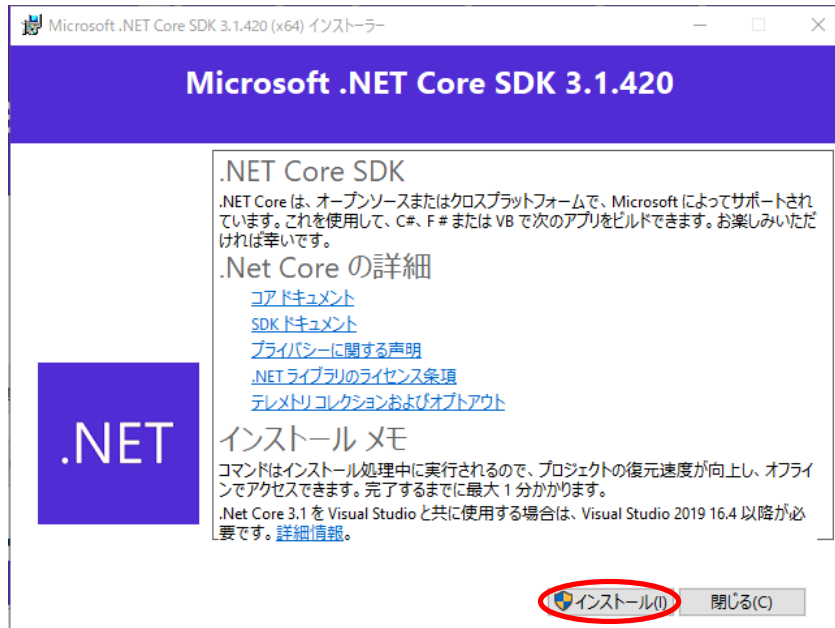 Microsoft .NET Core SDK 3.1.420 (x64) インストーラー
Microsoft .NET Core SDK 3.1.420
.NET Core SDK
.NET Core は、オープンソースまたはクロスプラットフォームで、Microsoft によってサポートされ
ています。これを使用して、C#、F # または VB で次のアプリをビルドできます。お楽しみいただ
ければ幸いです。
.Net Core の詳細
コア ドキュメント
SDK ドキュメント
プライバシーに関する声明
.NET ライブラリのライセンス条項
テレメトリ コレクションおよびオプトアウト
.NET
インストール メモ
コマンドはインストール処理中に実行されるので、プロジェクトの復元速度が向上し、オフライ
ンでアクセスできます。完了するまでに最大 1 分かかります。
.Net Core 3.1 を Visual Studio と共に使用する場合は、Visual Studio 2019 16.4 以降が必
要です。詳細情報。
インストール(I)
閉じる(C)